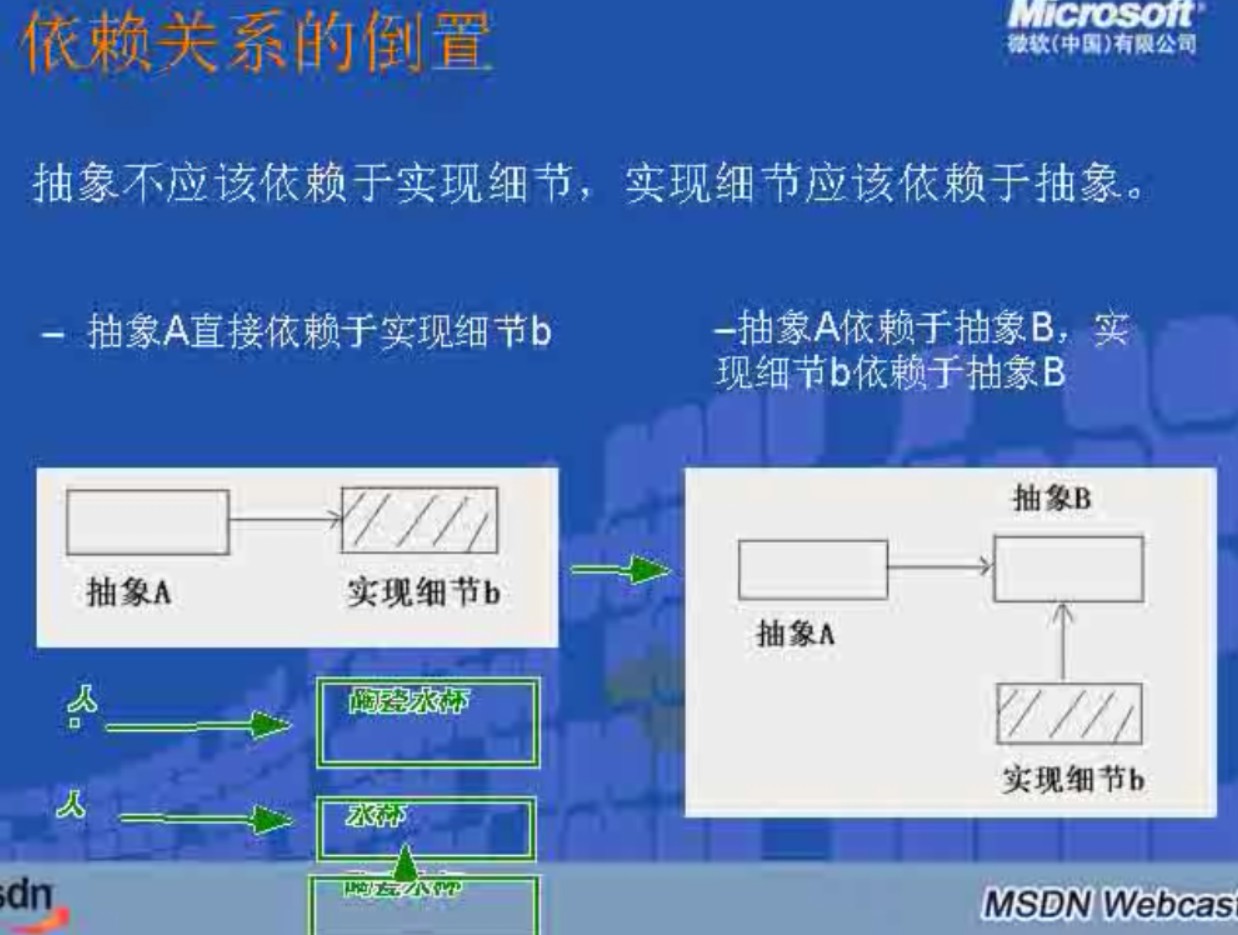 依赖关系的倒置
Microsoft
微软(中国)有限公司
抽象不应该依赖于实现细节，实现细节应该依赖于抽象。
– 抽象A直接依赖于实现细节b
–抽象A依赖于抽象B，实
现细节b依赖于抽象B
抽象A
实现细节b
抽象B
抽象A
实现细节b
人
陶瓷水杯
人
水杯
陶瓷水杯
sdn
MSDN Webcast